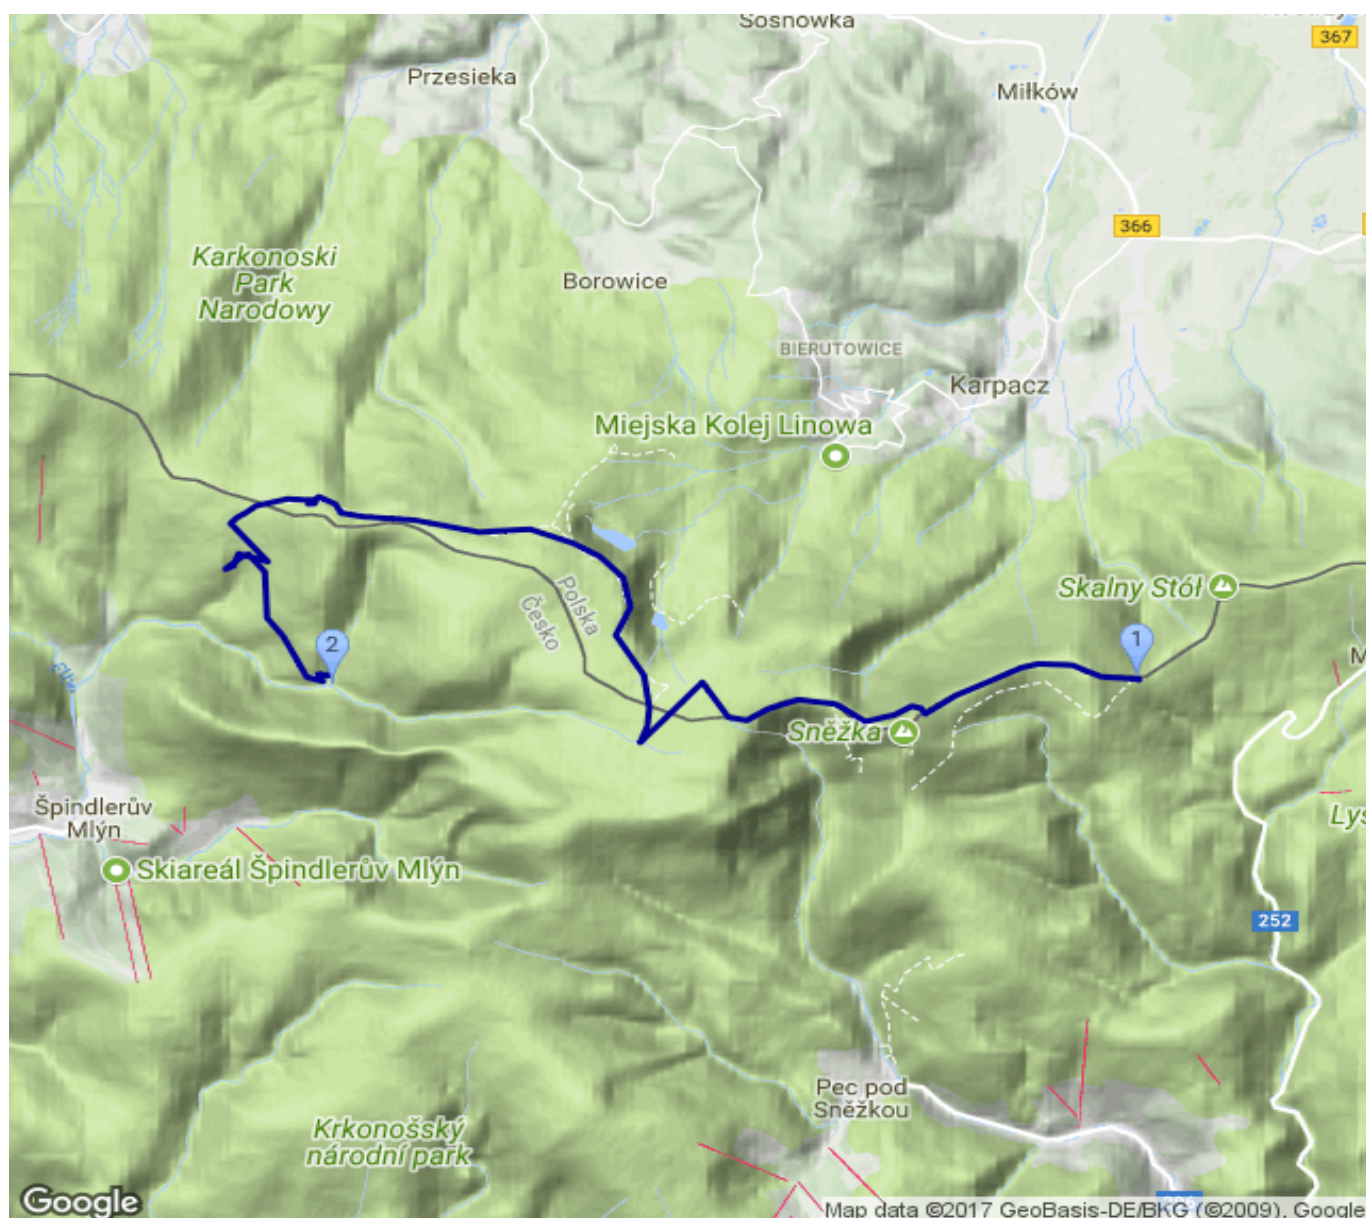 Sosnówka
367
Przesieka
Miłków
366
Karkonoski
Park
Narodowy
Borowice
BIERUTOWICE
Karpacz
Miejska Kolej Linowa
Skalny Stół
Polska
Česko
1
2
Sněžka
M
Špindlerův
Mlýn
Lys
Skiareál Špindlerův Mlýn
252
Pec pod
Sněžkou
Krkonošský
národní park
Google
Map data ©2017 GeoBasis-DE/BKG (©2009), Google